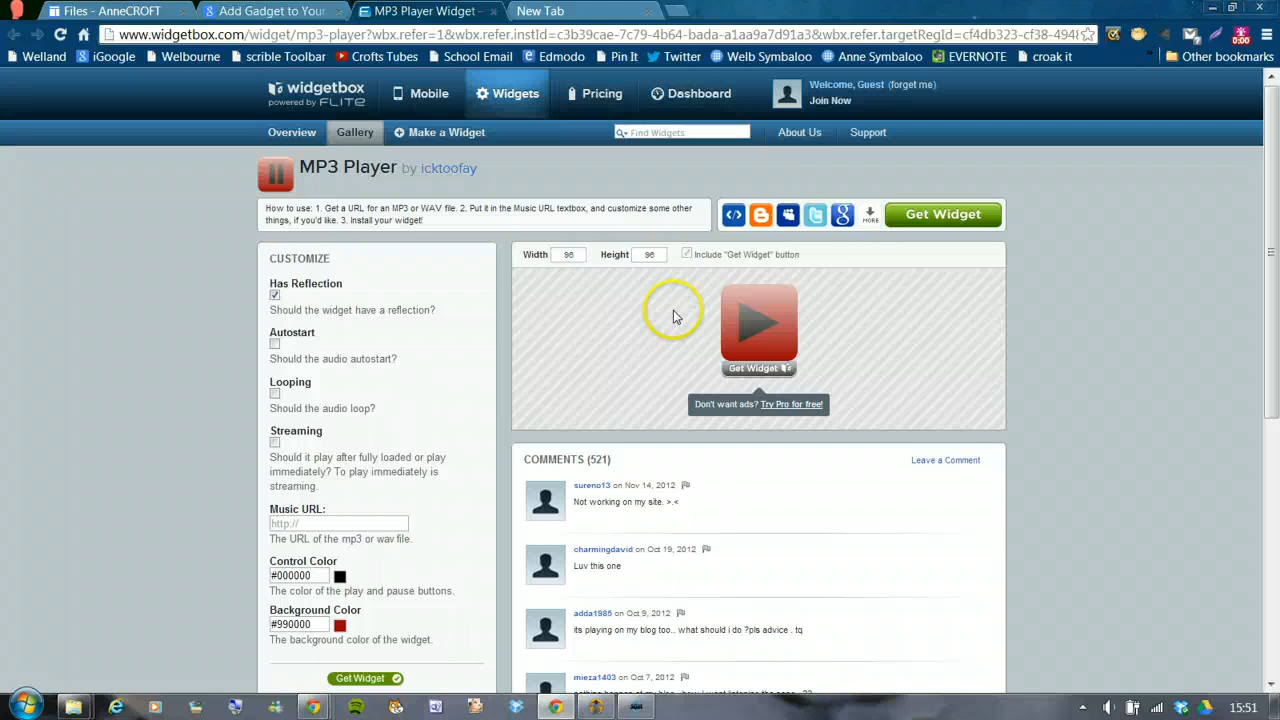 Files - AnneCROFT
Add Gadget to Your
MP3 Player Widget -
New Tab
www.widgetbox.com/widget/mp3-player?wbx.refer=1&wbx.refer.instId=c3b39cae-7c79-4b64-bada-a1aa9a7d91a3&wbx.refer.targetRegId=cf4db323-cf38-4948
0:00
Welland
iGoogle
Welbourne
scrible Toolbar
Crofts Tubes
School Email
Edmodo
Pin It
Twitter
Welb Symbaloo
Anne Symbaloo
EVERNOTE
croak it
Other bookmarks
widgetbox
powered by FLITE
Mobile
Widgets
Pricing
Dashboard
Welcome, Guest (forget me)
Join Now
Overview
Gallery
Make a Widget
Find Widgets
About Us
Support
MP3 Player by icktoofay
How to use: 1. Get a URL for an MP3 or WAV file. 2. Put it in the Music URL textbox, and customize some other
things, if you'd like. 3. Install your widget!
MORE
Get Widget
CUSTOMIZE
Has Reflection
Should the widget have a reflection?
Autostart
Should the audio autostart?
Looping
Should the audio loop?
Streaming
Should it play after fully loaded or play
immediately? To play immediately is
streaming.
Music URL:
http://
The URL of the mp3 or wav file.
Control Color
#000000
The color of the play and pause buttons.
Background Color
#990000
The background color of the widget.
Get Widget
Width 96 Height 96 Include "Get Widget" button
Get Widget
Don't want ads? Try Pro for free!
COMMENTS (521)
Leave a Comment
sureno13 on Nov 14, 2012
Not working on my site. >.<
charmingdavid on Oct 19, 2012
Luv this one
adda1985 on Oct 9, 2012
its playing on my blog too.. what should i do ?pls advice . tq
mieza1403 on Oct 7, 2012
15:51